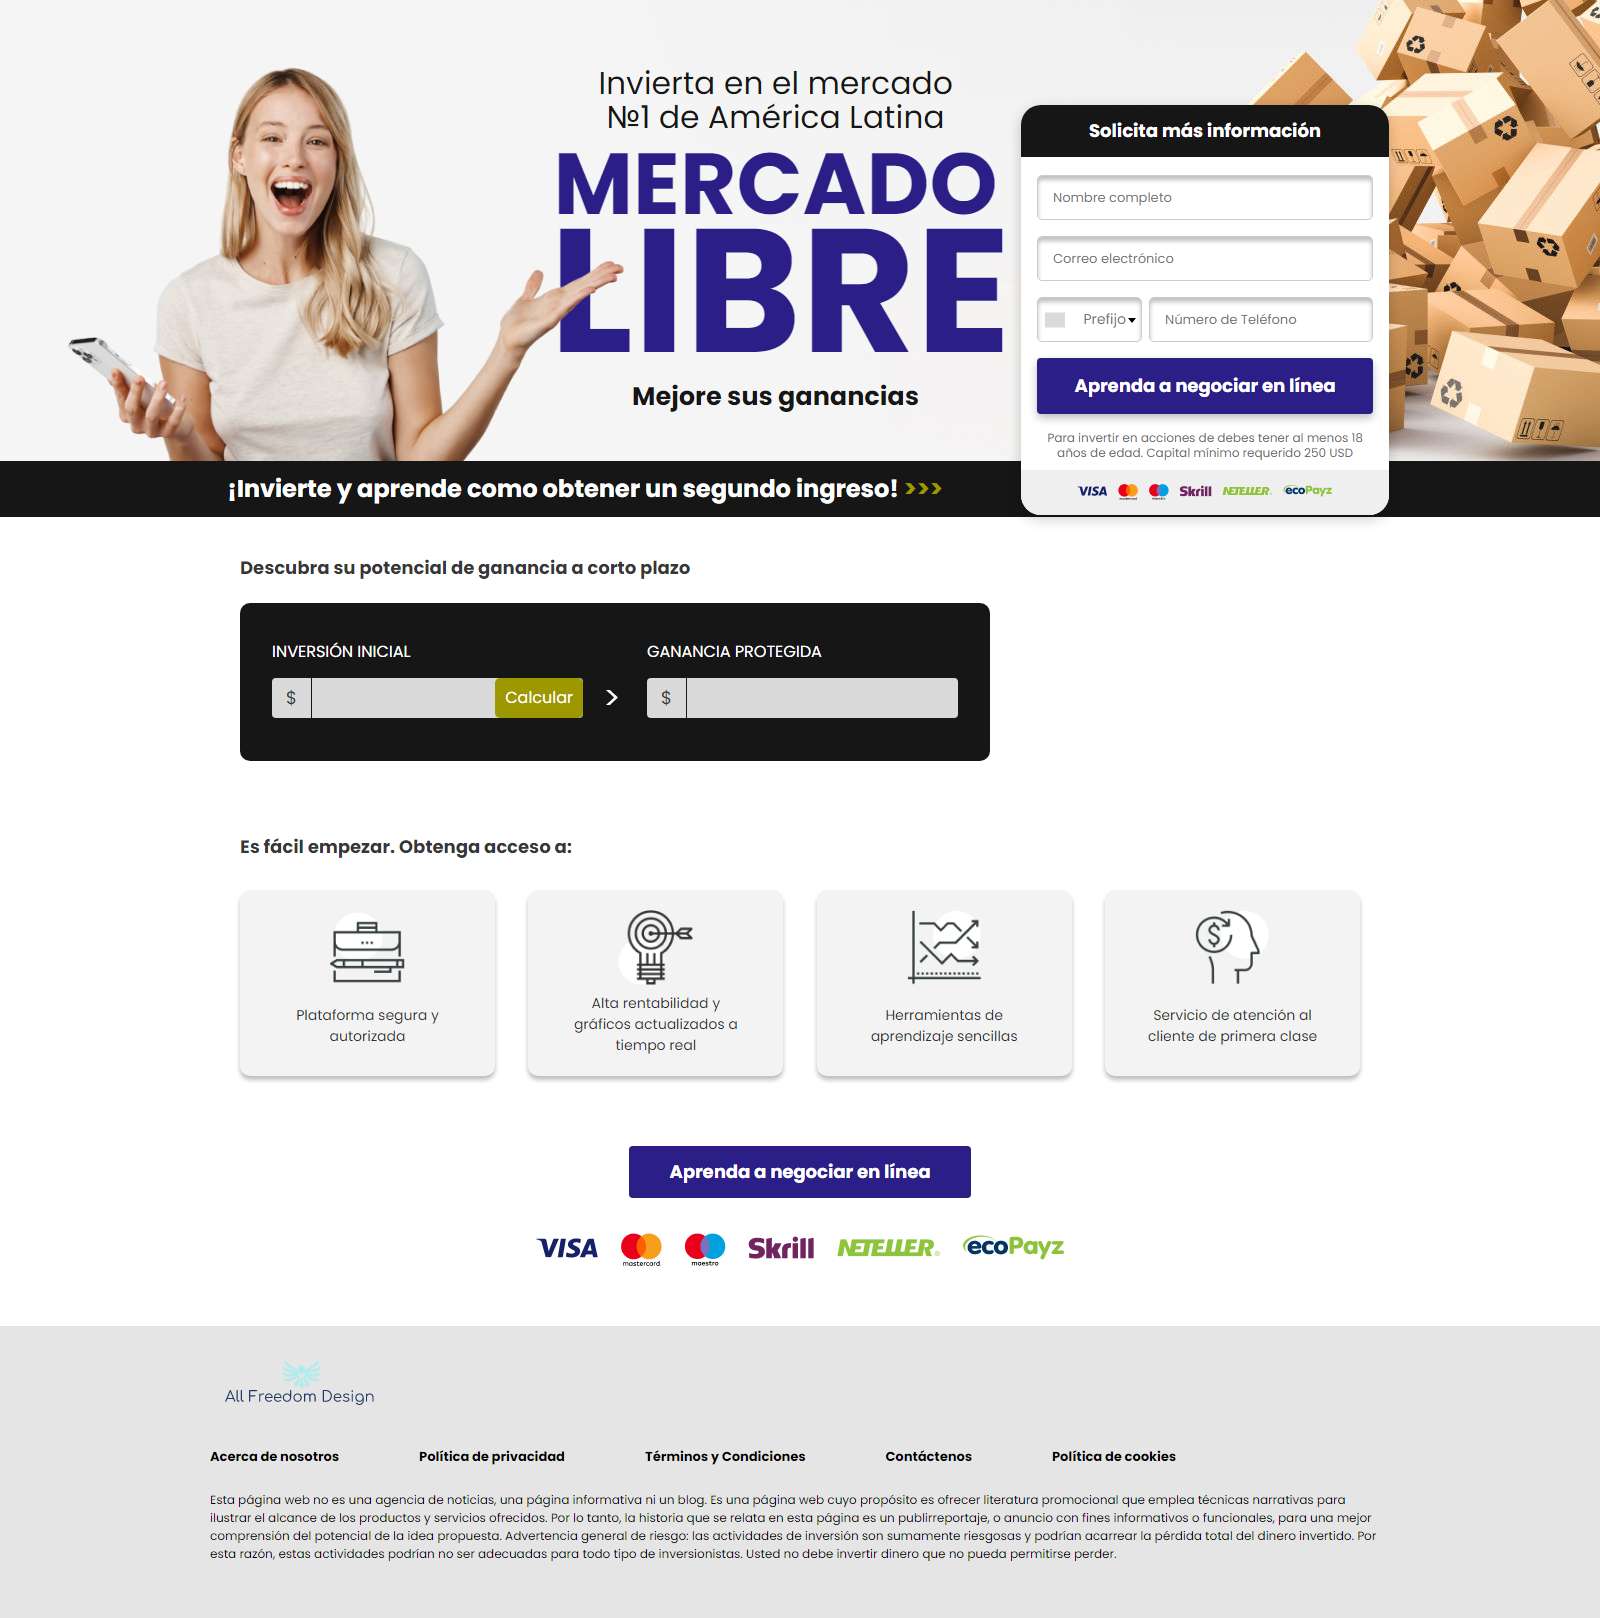 Invierta en el mercado
№1 de América Latina
MERCADO
LIBRE
Mejore sus ganancias
Solicita más información
Nombre completo
Correo electrónico
Prefijo
Número de Teléfono
Aprenda a negociar en línea
Para invertir en acciones de debes tener al menos 18
años de edad. Capital mínimo requerido 250 USD
VISA mastercard maestro Skrill NETELLER ecoPayz
¡Invierte y aprende como obtener un segundo ingreso! >>>
Descubra su potencial de ganancia a corto plazo
INVERSIÓN INICIAL
$
Calcular
>
GANANCIA PROTEGIDA
$
Es fácil empezar. Obtenga acceso a:
Plataforma segura y
autorizada
Alta rentabilidad y
gráficos actualizados a
tiempo real
Herramientas de
aprendizaje sencillas
$
Servicio de atención al
cliente de primera clase
Aprenda a negociar en línea
VISA mastercard maestro Skrill NETELLER ecoPayz
All Freedom Design
Acerca de nosotros
Política de privacidad
Términos y Condiciones
Contáctenos
Política de cookies
Esta página web no es una agencia de noticias, una página informativa ni un blog. Es una página web cuyo propósito es ofrecer literatura promocional que emplea técnicas narrativas para
ilustrar el alcance de los productos y servicios ofrecidos. Por lo tanto, la historia que se relata en esta página es un publirreportaje, o anuncio con fines informativos o funcionales, para una mejor
comprensión del potencial de la idea propuesta. Advertencia general de riesgo: las actividades de inversión son sumamente riesgosas y podrían acarrear la pérdida total del dinero invertido. Por
esta razón, estas actividades podrían no ser adecuadas para todo tipo de inversionistas. Usted no debe invertir dinero que no pueda permitirse perder.